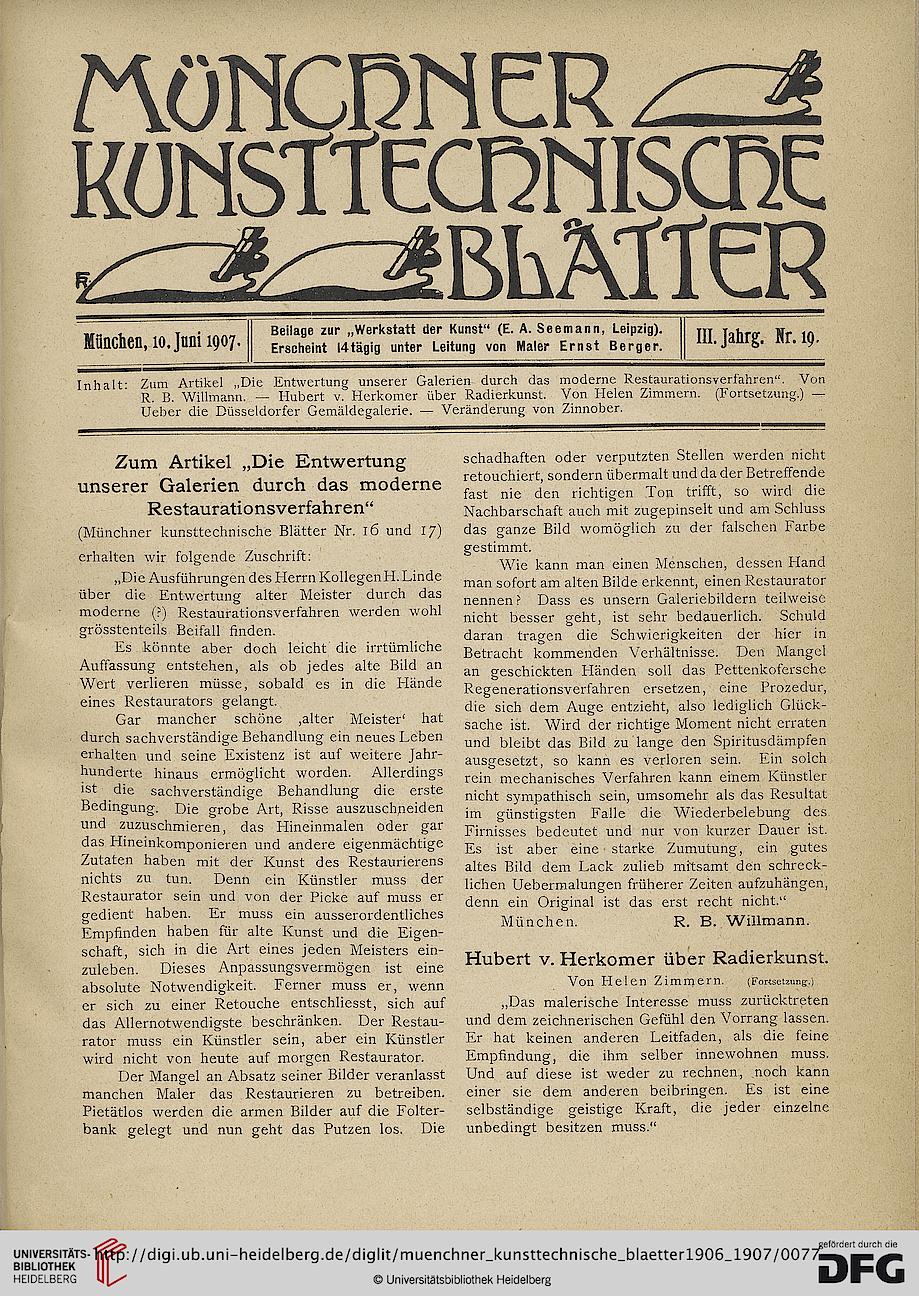 MÜNCHNER
KUNSTTECHNISCHE
BLÄTTER
FR.
München, 10. Juni 1907.
Beilage zur „Werkstatt der Kunst“ (E. A. Seemann, Leipzig).
Erscheint 14tägig unter Leitung von Maler Ernst Berger.
III. Jahrg. Nr. 19.
Inhalt: Zum Artikel „Die Entwertung unserer Galerien durch das moderne Restaurationsverfahren“. Von
R. B. Willmann. — Hubert v. Herkomer über Radierkunst. Von Helen Zimmern. (Fortsetzung.) —
Ueber die Düsseldorfer Gemäldegalerie. — Veränderung von Zinnober.
Zum Artikel „Die Entwertung
unserer Galerien durch das moderne
Restaurationsverfahren“
(Münchner kunsttechnische Blätter Nr. 16 und 17)
erhalten wir folgende Zuschrift:
„Die Ausführungen des Herrn Kollegen H. Linde
über die Entwertung alter Meister durch das
moderne (?) Restaurationsverfahren werden wohl
grösstenteils Beifall finden.
Es könnte aber doch leicht die irrtümliche
Auffassung entstehen, als ob jedes alte Bild an
Wert verlieren müsse, sobald es in die Hände
eines Restaurators gelangt.
Gar mancher schöne ‚alter Meister‘ hat
durch sachverständige Behandlung ein neues Leben
erhalten und seine Existenz ist auf weitere Jahr-
hunderte hinaus ermöglicht worden. Allerdings
ist die sachverständige Behandlung die erste
Bedingung. Die grobe Art, Risse auszuschneiden
und zuzuschmieren, das Hineinmalen oder gar
das Hineinkomponieren und andere eigenmächtige
Zutaten haben mit der Kunst des Restaurierens
nichts zu tun. Denn ein Künstler muss der
Restaurator sein und von der Picke auf muss er
gedient haben. Er muss ein ausserordentliches
Empfinden haben für alte Kunst und die Eigen-
schaft, sich in die Art eines jeden Meisters ein-
zuleben. Dieses Anpassungsvermögen ist eine
absolute Notwendigkeit. Ferner muss er, wenn
er sich zu einer Retouche entschliesst, sich auf
das Allernotwendigste beschränken. Der Restau-
rator muss ein Künstler sein, aber ein Künstler
wird nicht von heute auf morgen Restaurator.
Der Mangel an Absatz seiner Bilder veranlasst
manchen Maler das Restaurieren zu betreiben.
Pietätlos werden die armen Bilder auf die Folter-
bank gelegt und nun geht das Putzen los. Die
schadhaften oder verputzten Stellen werden nicht
retouchiert, sondern übermalt und da der Betreffende
fast nie den richtigen Ton trifft, so wird die
Nachbarschaft auch mit zugepinselt und am Schluss
das ganze Bild womöglich zu der falschen Farbe
gestimmt.
Wie kann man einen Menschen, dessen Hand
man sofort am alten Bilde erkennt, einen Restaurator
nennen? Dass es unsern Galeriebildern teilweise
nicht besser geht, ist sehr bedauerlich. Schuld
daran tragen die Schwierigkeiten der hier in
Betracht kommenden Verhältnisse. Den Mangel
an geschickten Händen soll das Pettenkofersche
Regenerationsverfahren ersetzen, eine Prozedur,
die sich dem Auge entzieht, also lediglich Glück-
sache ist. Wird der richtige Moment nicht erraten
und bleibt das Bild zu lange den Spiritusdämpfen
ausgesetzt, so kann es verloren sein. Ein solch
rein mechanisches Verfahren kann einem Künstler
nicht sympathisch sein, umsomehr als das Resultat
im günstigsten Falle die Wiederbelebung des
Firnisses bedeutet und nur von kurzer Dauer ist.
Es ist aber eine starke Zumutung, ein gutes
altes Bild dem Lack zulieb mitsamt den schreck-
lichen Uebermalungen früherer Zeiten aufzuhängen,
denn ein Original ist das erst recht nicht.“
München. R. B. Willmann.
Hubert v. Herkomer über Radierkunst.
Von Helen Zimmern. (Fortsetzung.)
„Das malerische Interesse muss zurücktreten
und dem zeichnerischen Gefühl den Vorrang lassen.
Er hat keinen anderen Leitfaden, als die feine
Empfindung, die ihm selber innewohnen muss.
Und auf diese ist weder zu rechnen, noch kann
einer sie dem anderen beibringen. Es ist eine
selbständige geistige Kraft, die jeder einzelne
unbedingt besitzen muss.“
UNIVERSITÄTS-
BIBLIOTHEK
HEIDELBERG
http://digi.ub.uni-heidelberg.de/diglit/muenchner_kunsttechnische_blaetter1906_1907/0077
© Universitätsbibliothek Heidelberg
gefördert durch die
DFG